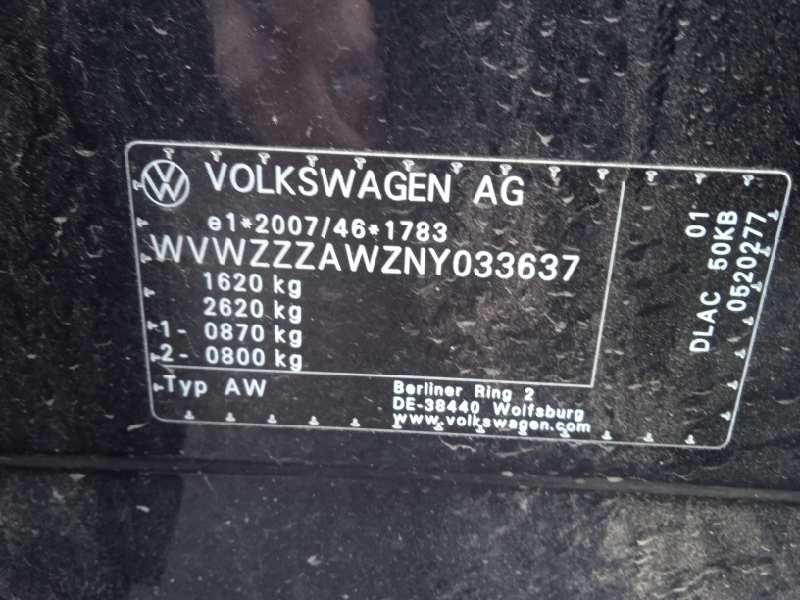 VOLKSWAGEN AG
e1*2007/46*1783
WVWZZZAWZNY033637
1620 kg
2620 kg
1- 0870 kg
2- 0800 kg
Typ AW
Berliner Ring 2
DE-38440 Wolfsburg
www.volkswagen.com
01
DLAC 50KB
0520277